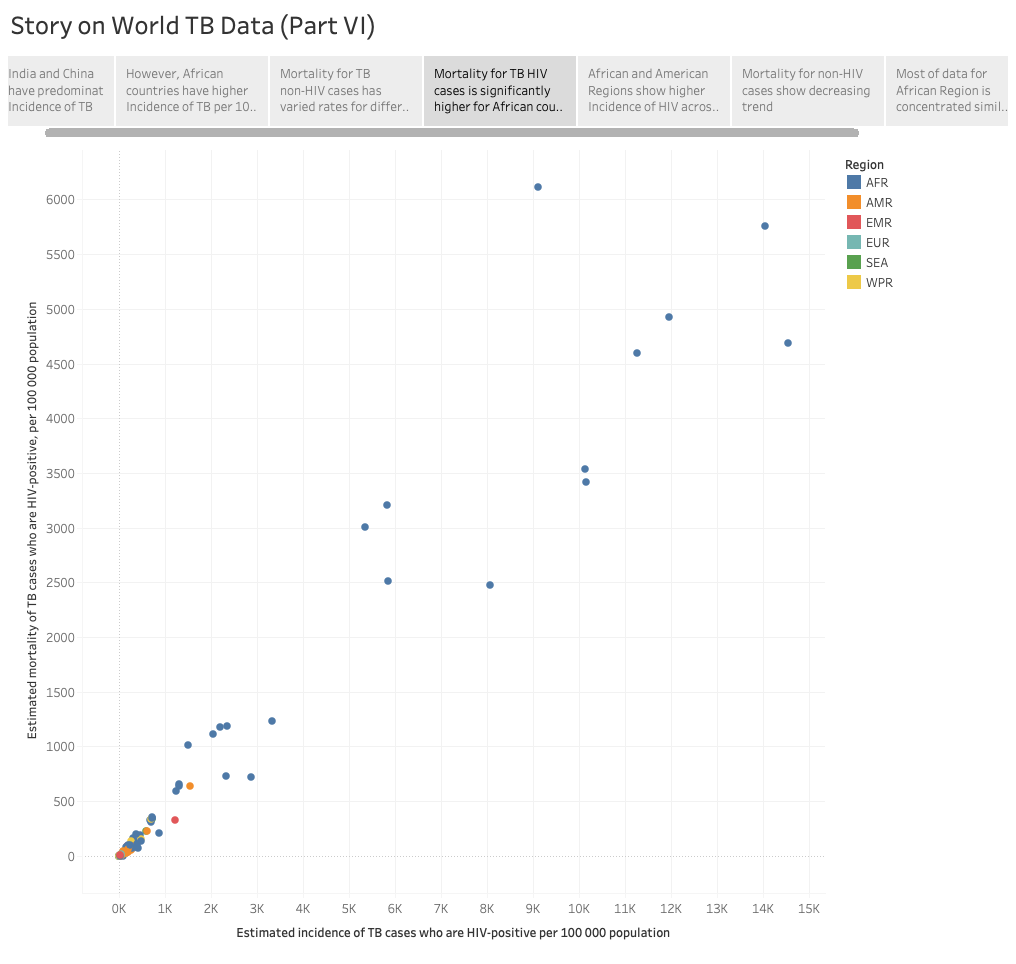 Story on World TB Data (Part VI)
India and China
have predominat
Incidence of TB
However, African
countries have higher
Incidence of TB per 10..
Mortality for TB
non-HIV cases has
varied rates for differ..
Mortality for TB HIV
cases is significantly
higher for African cou..
African and American
Regions show higher
Incidence of HIV acros..
Mortality for non-HIV
cases show decreasing
trend
Most of data for
African Region is
concentrated simil..
Estimated mortality of TB cases who are HIV-positive, per 100 000 population
6000
5500
5000
4500
4000
3500
3000
2500
2000
1500
1000
500
0
0K 1K 2K 3K 4K 5K 6K 7K 8K 9K 10K 11K 12K 13K 14K 15K
Estimated incidence of TB cases who are HIV-positive per 100 000 population
Region
AFR
AMR
EMR
EUR
SEA
WPR